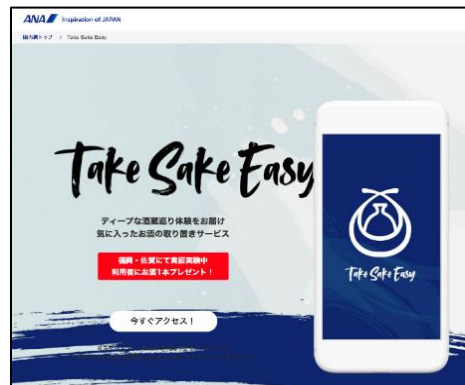 ANA Inspiration of JAPAN
国内線トップ > Take Sake Easy
Take Sake Easy
ディープな酒蔵巡り体験をお届け
気に入ったお酒の取り置きサービス
福岡・佐賀にて実証実験中
利用者にお酒1本プレゼント！
今すぐアクセス！
Take Sake Easy